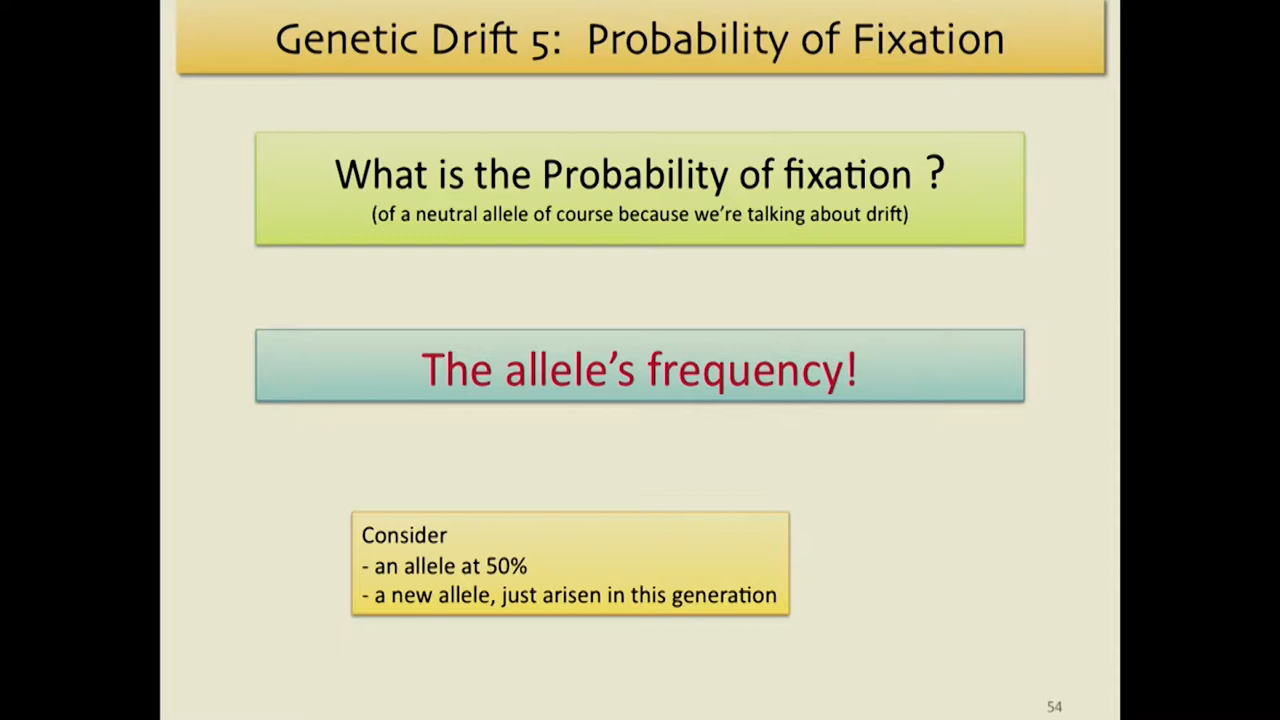 Genetic Drift 5: Probability of Fixation
What is the Probability of fixation ?
(of a neutral allele of course because we’re talking about drift)
The allele’s frequency!
Consider
- an allele at 50%
- a new allele, just arisen in this generation
54